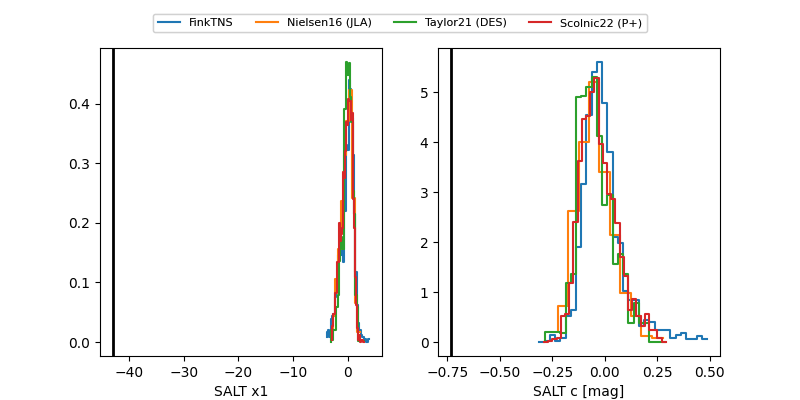 FinkTNS Nielsen16 (JLA) Taylor21 (DES) Scolnic22 (P+)
0.4
0.3
0.2
0.1
0.0
−40 −30 −20 −10 0
SALT x1
5
4
3
2
1
0
−0.75 −0.50 −0.25 0.00 0.25 0.50
SALT c [mag]